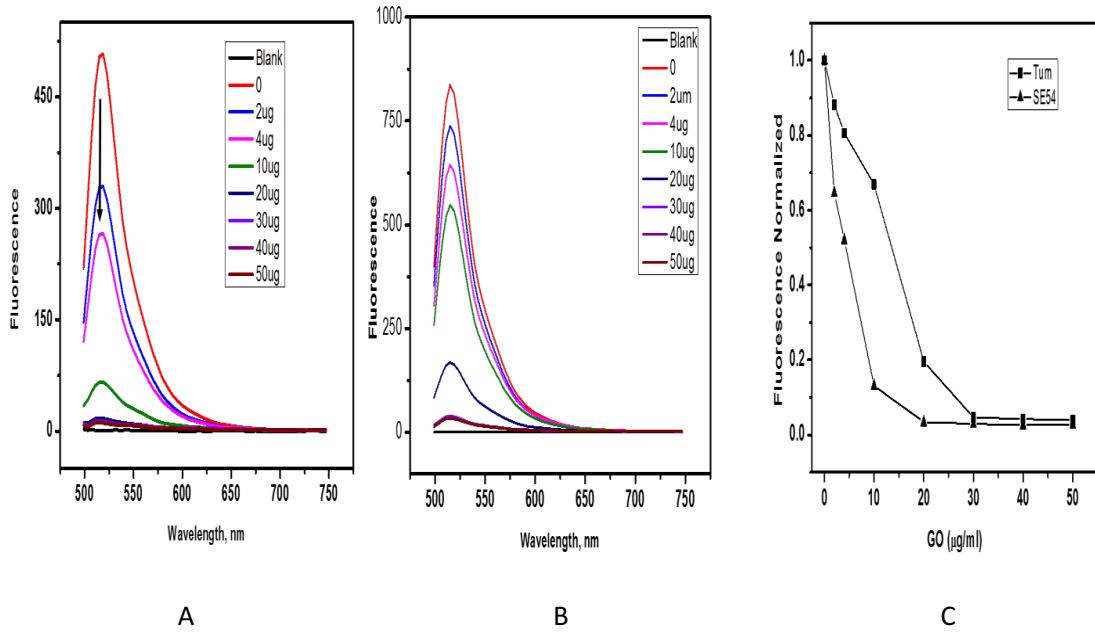 450
300
150
0
Fluorescence
500 550 600 650 700 750
Wavelength, nm
Blank
0
2ug
4ug
10ug
20ug
30ug
40ug
50ug
A
1000
750
500
250
0
Fluorescence
500 550 600 650 700 750
Wavelength, nm
Blank
0
2um
4ug
10ug
20ug
30ug
40ug
50ug
B
1.0
0.8
0.6
0.4
0.2
0.0
Fluorescence Normalized
0 10 20 30 40 50
GO (μg/ml)
Tum
SE54
C